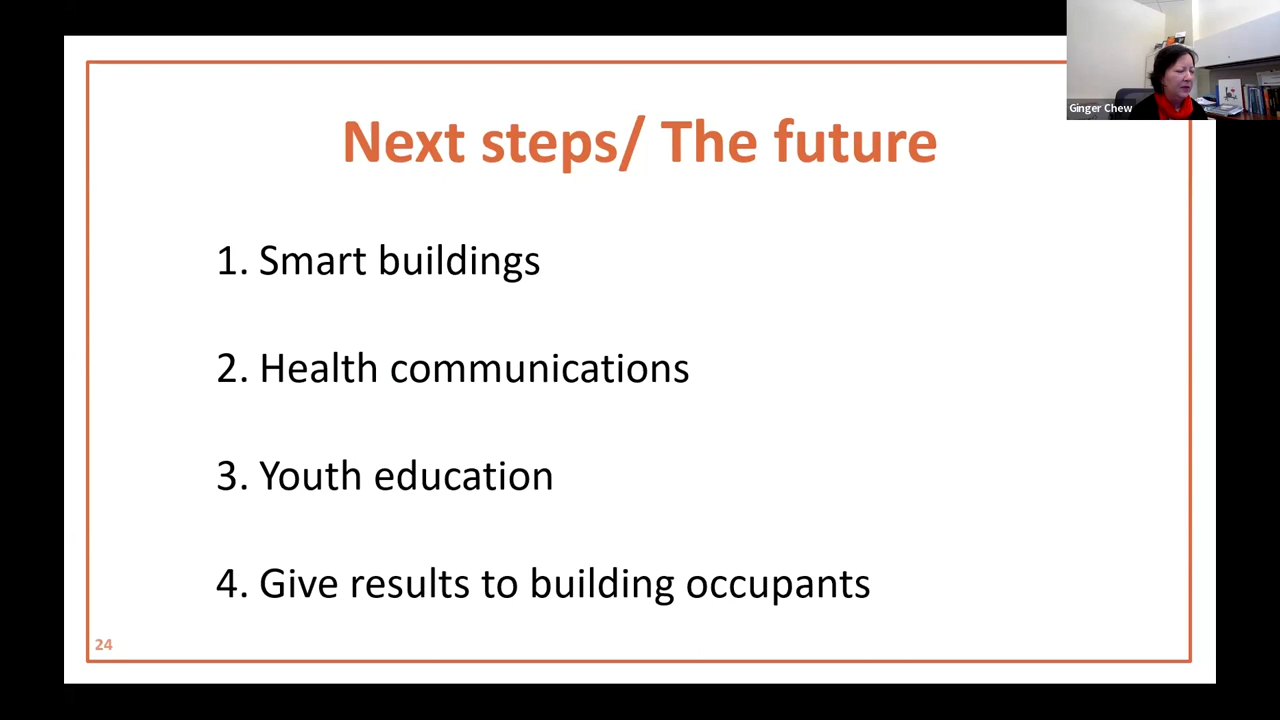 Next steps/ The future
Ginger Chew
1. Smart buildings
2. Health communications
3. Youth education
4. Give results to building occupants
24